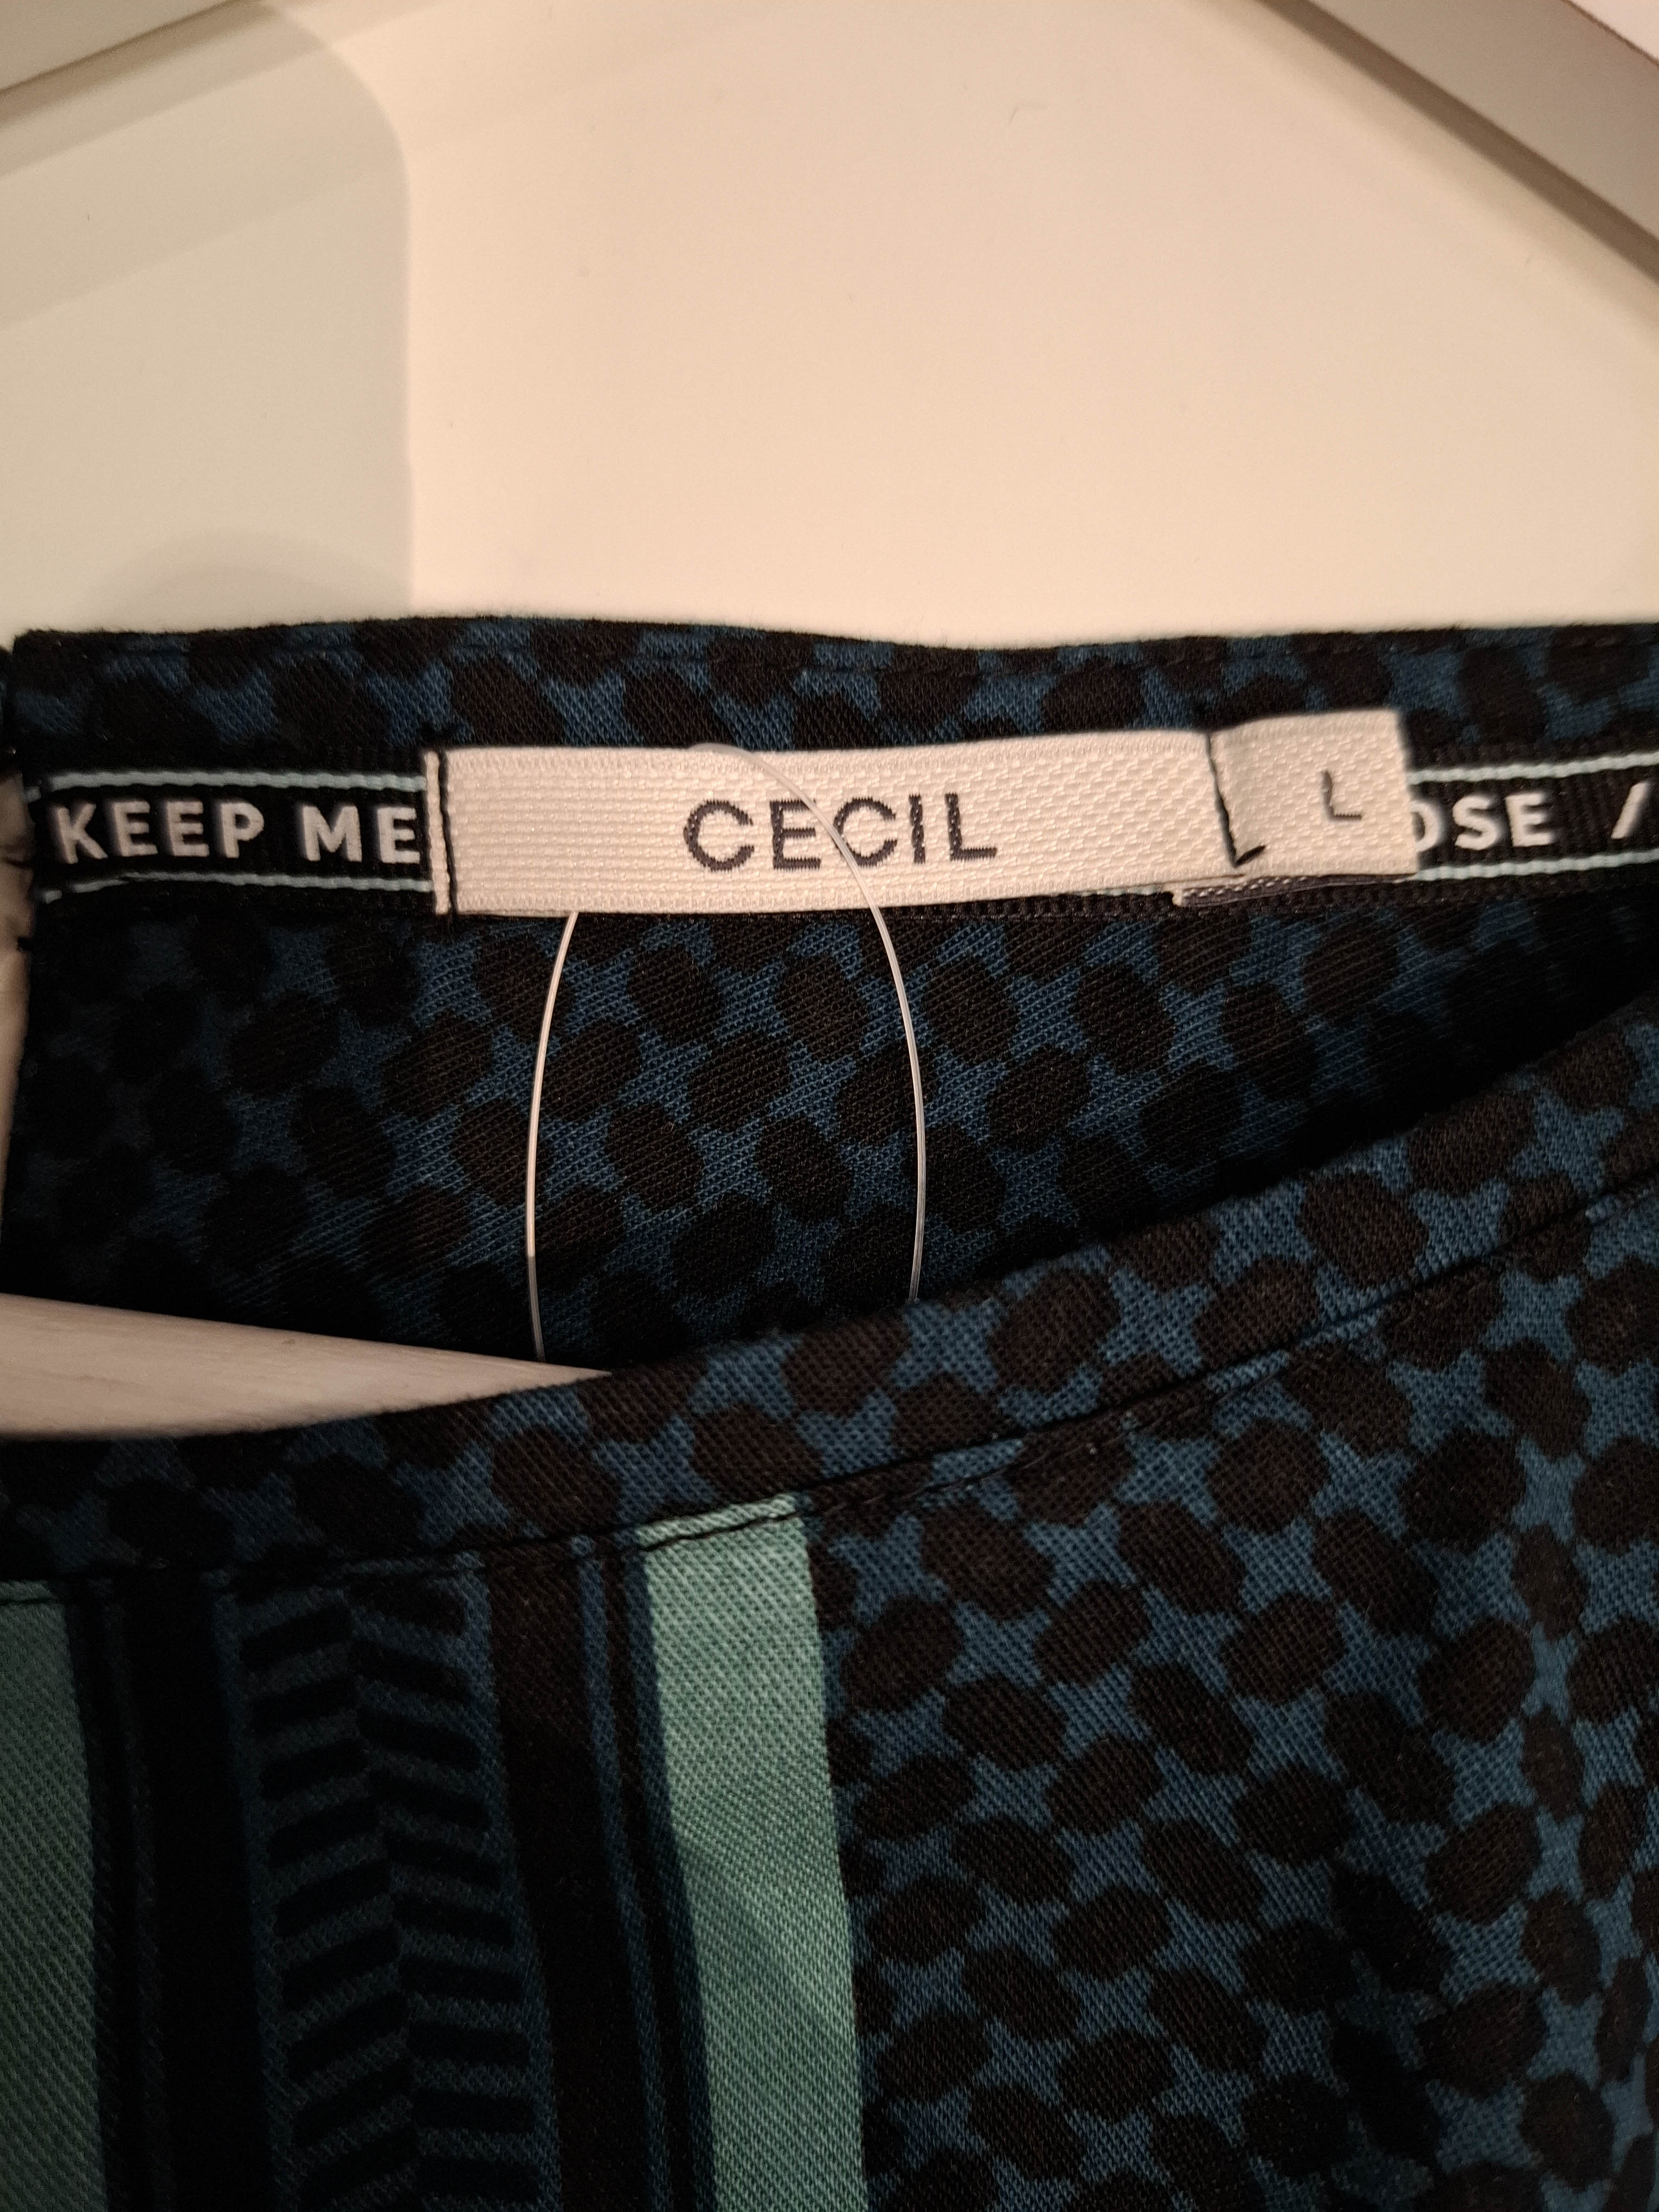 KEEP ME CECIL L OSE /